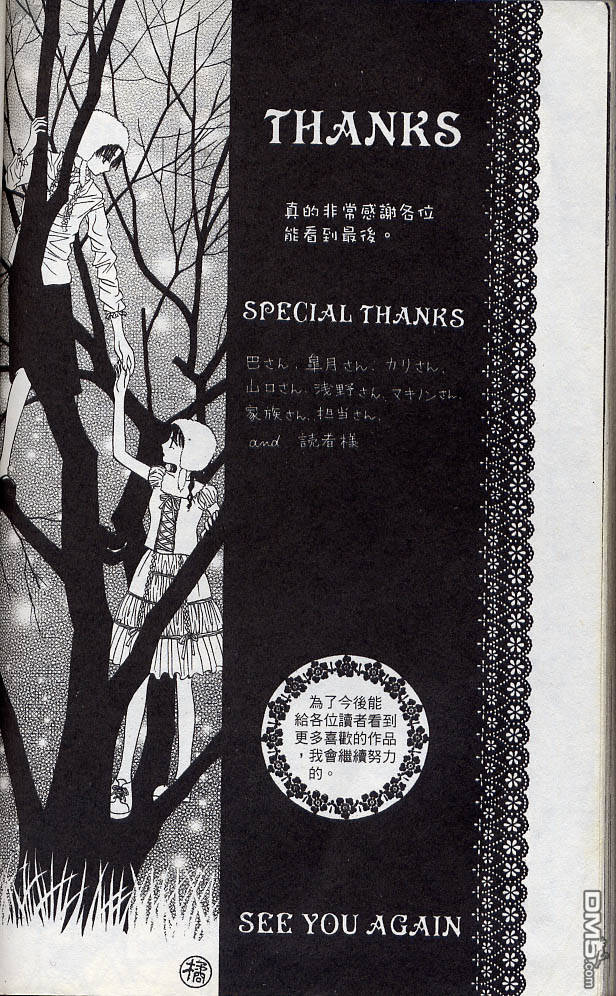 THANKS
真的非常感謝各位
能看到最後。
SPECIAL THANKS
巴さん、皐月さん、カリさん、
山口さん、浅野さん、マキノンさん、
家族さん、担当さん、
and 読者様
為了今後能
給各位讀者看到
更多喜歡的作品
，我會繼續努力
的。
SEE YOU AGAIN
橘
DM5.com